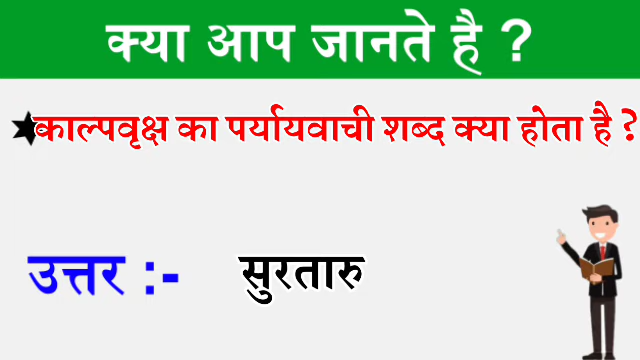 क्या आप जानते है ?
काल्पवृक्ष का पर्यायवाची शब्द क्या होता है ?
उत्तर :- सुरतारु